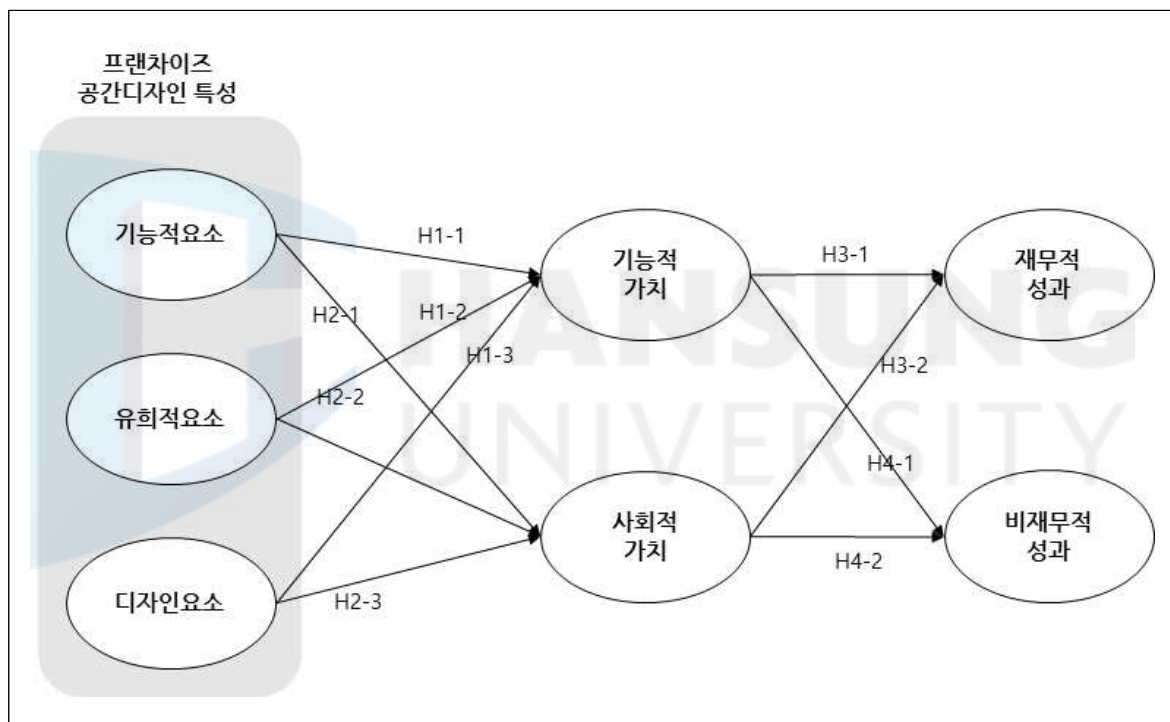 프랜차이즈
공간디자인 특성
기능적요소
유희적요소
디자인요소
H1-1
H1-2
H1-3
H2-1
H2-2
H2-3
기능적
가치
사회적
가치
H3-1
H3-2
H4-1
H4-2
재무적
성과
비재무적
성과
HANSUNG
UNIVERSITY